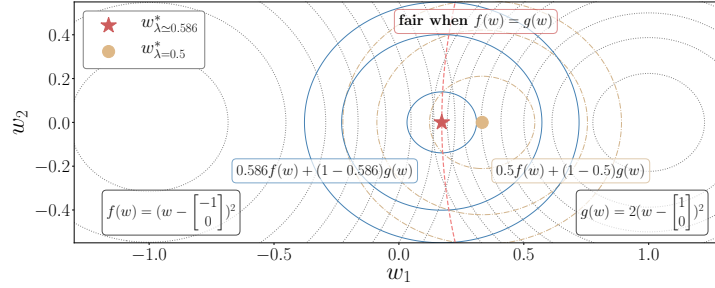 fair when f(w) = g(w)
w*λ≃0.586
w*λ=0.5
w2
0.2
0.0
−0.2
−0.4
0.586f(w) + (1 − 0.586)g(w)
0.5f(w) + (1 − 0.5)g(w)
f(w) = (w − [−1 0])²
g(w) = 2(w − [1 0])²
−1.0
−0.5
0.0
0.5
1.0
w1
0.4